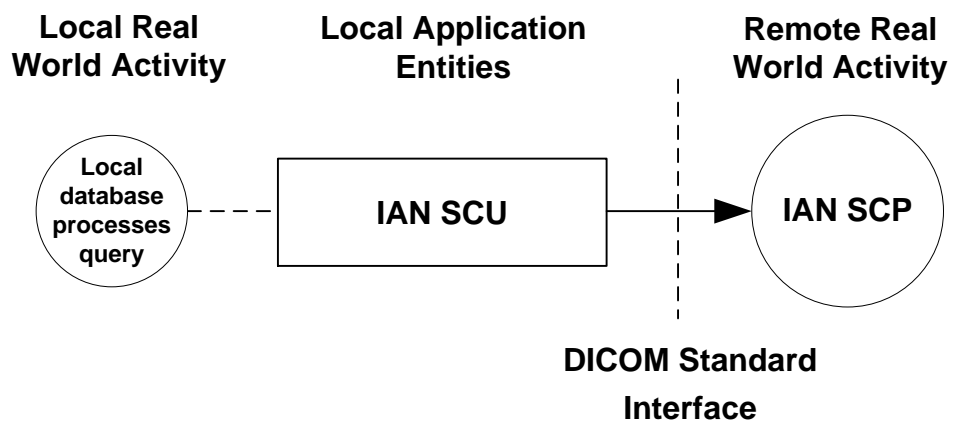 Local Real
World Activity
Local Application
Entities
Remote Real
World Activity
Local
database
processes
query
IAN SCU
IAN SCP
DICOM Standard
Interface